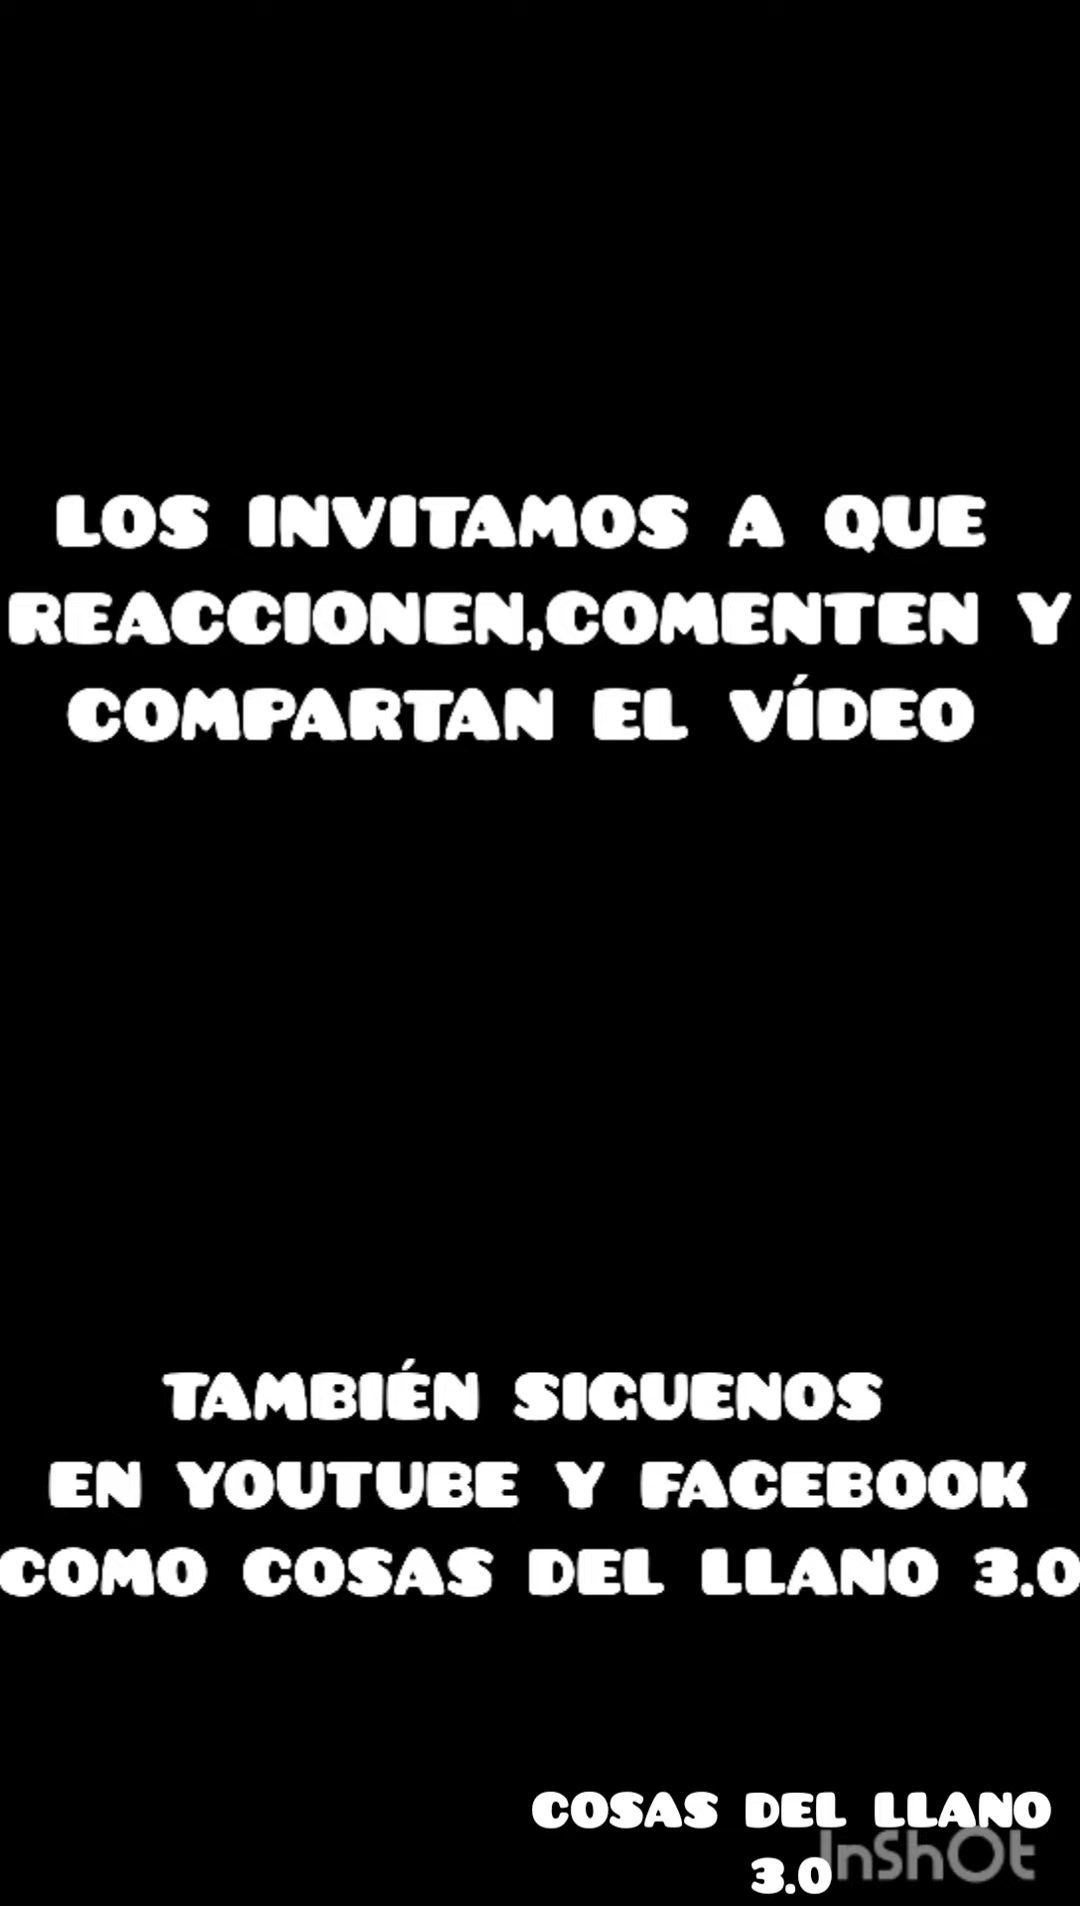 LOS INVITAMOS A QUE
REACCIONEN,COMENTEN Y
COMPARTAN EL VÍDEO
TAMBIÉN SIGUENOS
EN YOUTUBE Y FACEBOOK
COMO COSAS DEL LLANO 3.0
COSAS DEL LLANO
3.0
InShOt